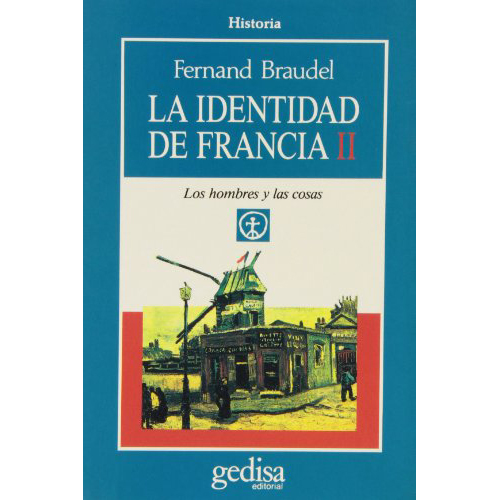 Historia
Fernand Braudel
LA IDENTIDAD
DE FRANCIA II
Los hombres y las cosas
gedisa
editorial